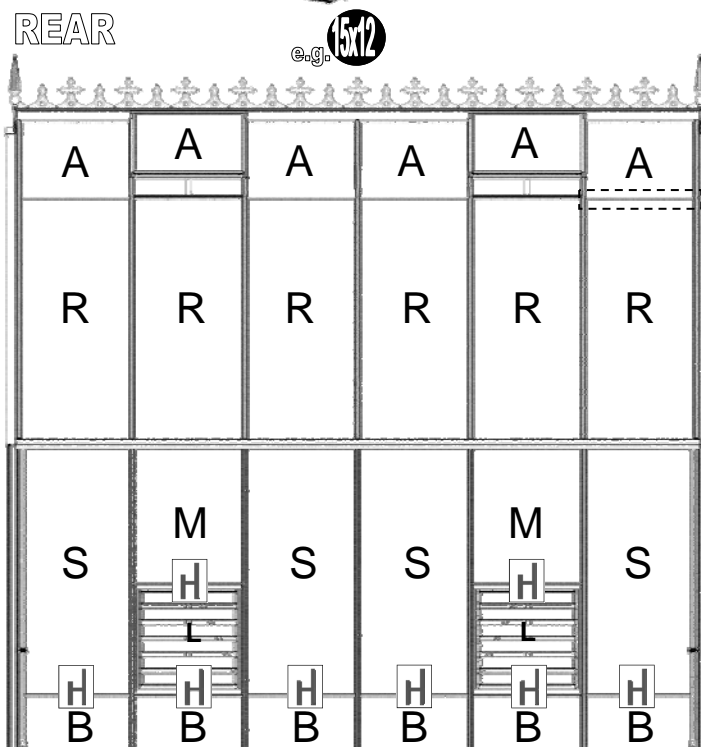 REAR
e.g. 15x12
A A A A A A
R R R R R R
M M
S S S S
H H
L L
H H H H H H
B B B B B B